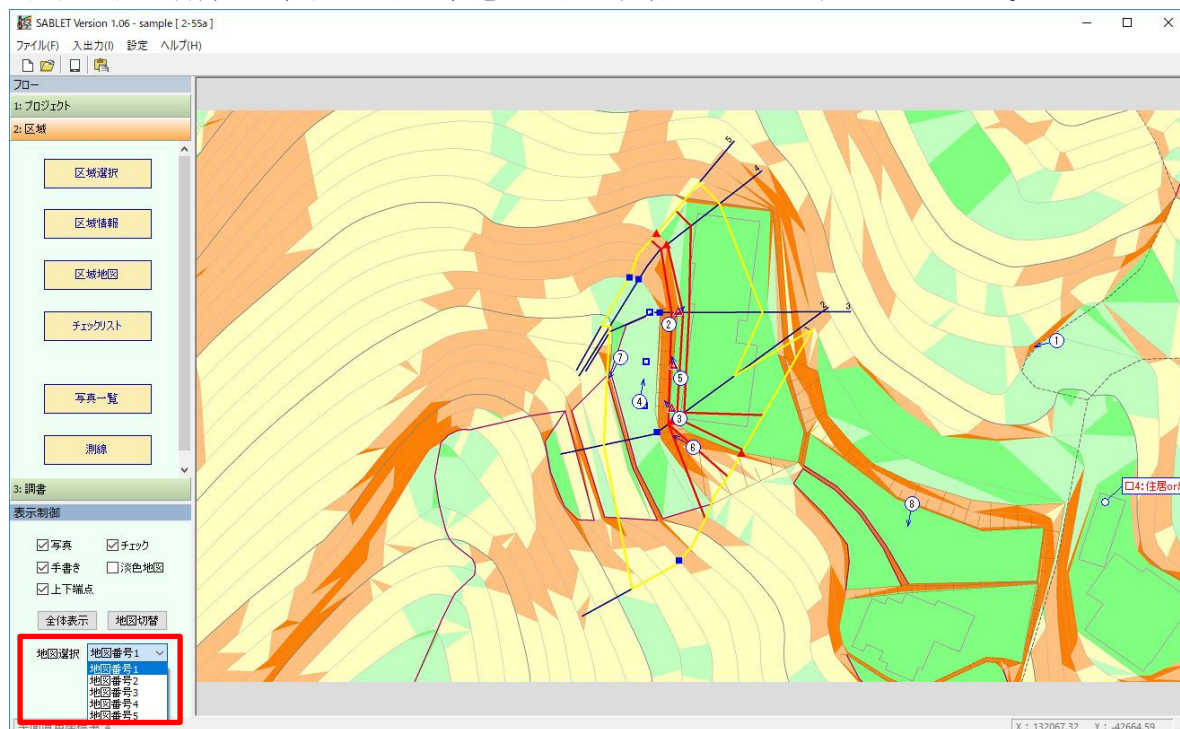 SABLET Version 1.06 - sample [ 2-55a ]
ファイル(F) 入出力(I) 設定 ヘルプ(H)
フロー
1: プロジェクト
2: 区域
区域選択
区域情報
区域地図
チェックリスト
写真一覧
測線
3: 調書
表示制御
写真 チェック
手書き 淡色地図
上下端点
全体表示 地図切替
地図選択 地図番号1
地図番号1
地図番号2
地図番号3
地図番号4
地図番号5
5
4
2 3
1
2
7
5
4
3
6
8
口4:住居or
X : 132067.32 Y : -42664.59